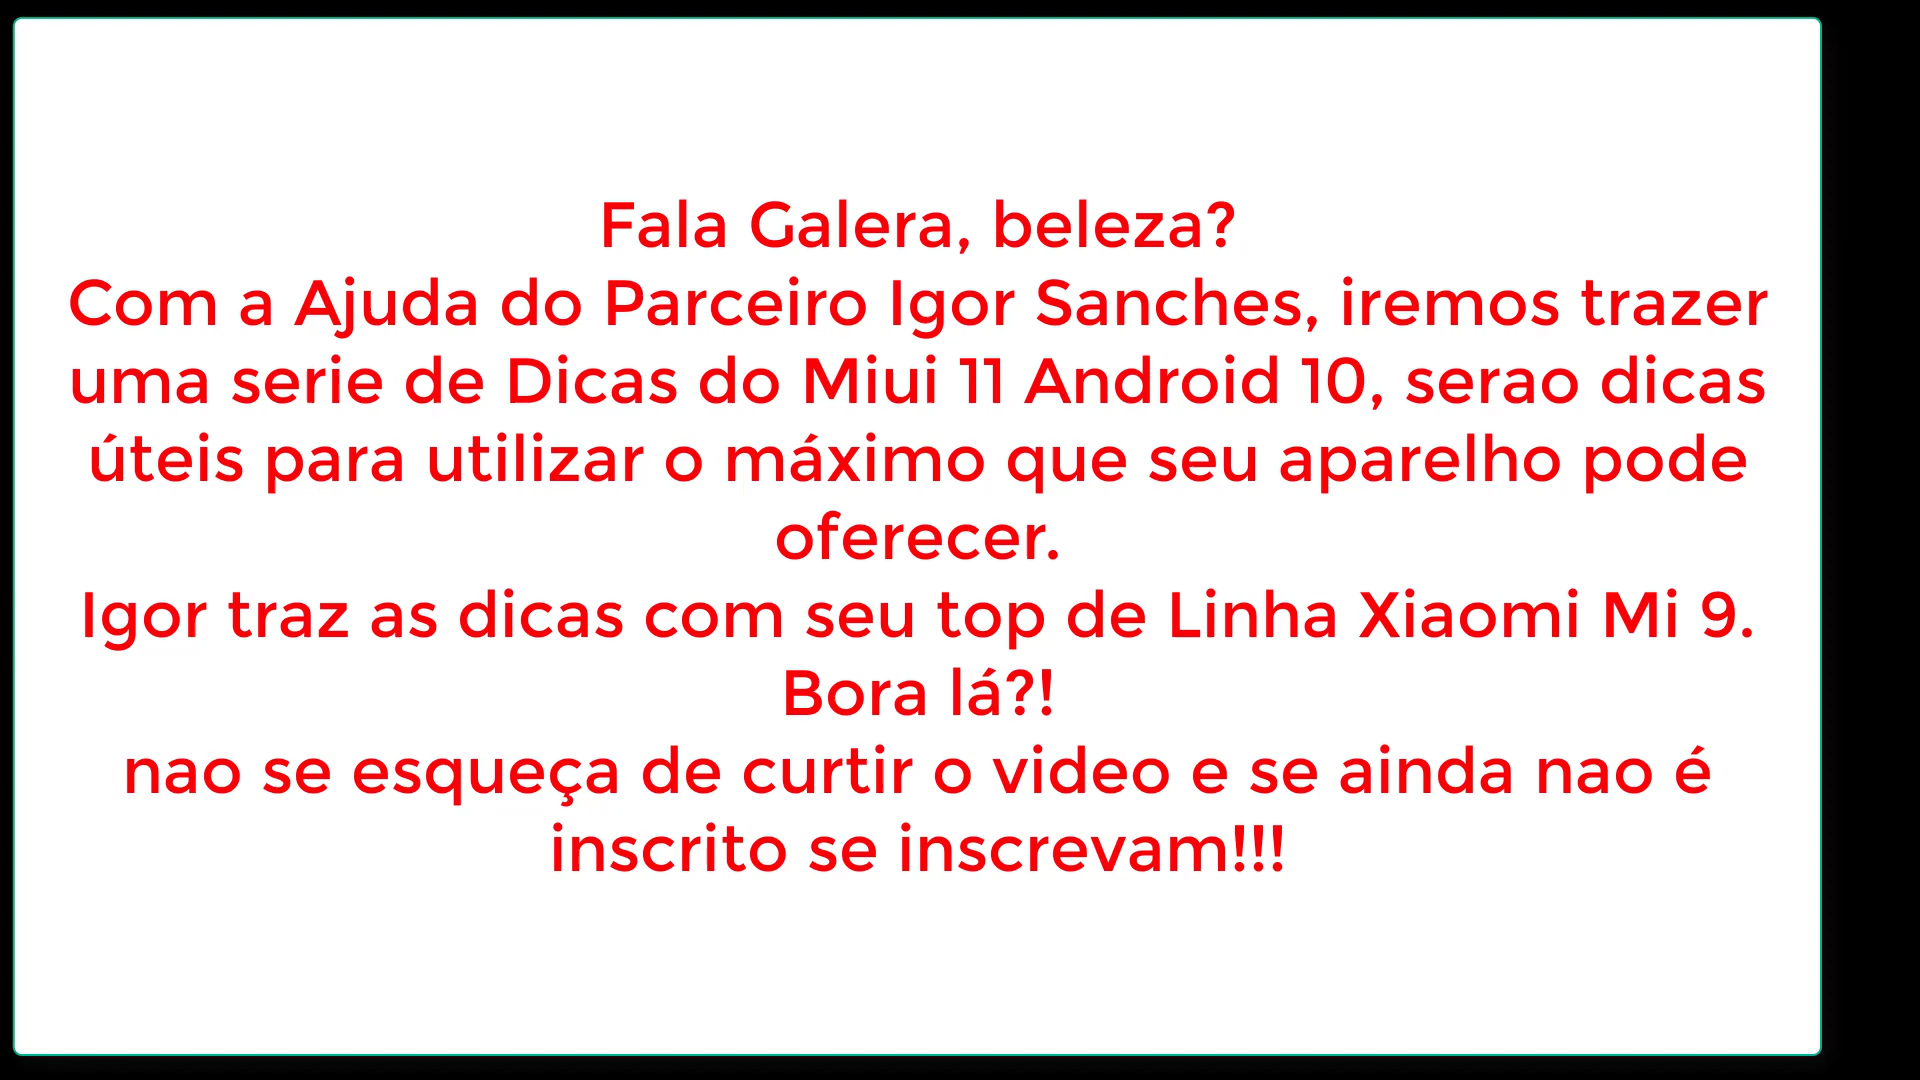 Fala Galera, beleza?
Com a Ajuda do Parceiro Igor Sanches, iremos trazer
uma serie de Dicas do Miui 11 Android 10, serao dicas
úteis para utilizar o máximo que seu aparelho pode
oferecer.
Igor traz as dicas com seu top de Linha Xiaomi Mi 9.
Bora lá?!
nao se esqueça de curtir o video e se ainda nao é
inscrito se inscrevam!!!